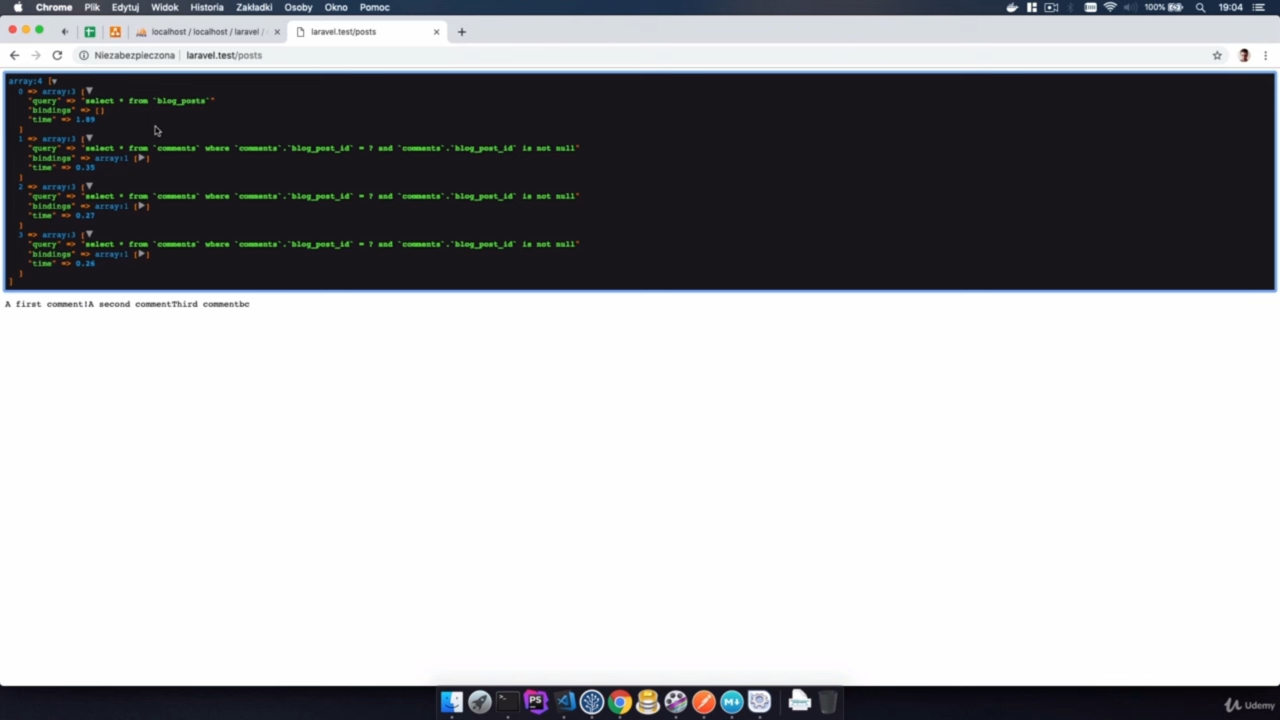 Chrome Plik Edytuj Widok Historia Zakładki Osoby Okno Pomoc 100% 19:04
localhost / localhost / laravel / laravel.test/posts
Niezabezpieczona laravel.test/posts
array:4 [▼
0 => array:3 [▼
"query" => "select * from `blog_posts`"
"bindings" => []
"time" => 1.89
]
1 => array:3 [▼
"query" => "select * from `comments` where `comments`.`blog_post_id` = ? and `comments`.`blog_post_id` is not null"
"bindings" => array:1 [▶]
"time" => 0.35
]
2 => array:3 [▼
"query" => "select * from `comments` where `comments`.`blog_post_id` = ? and `comments`.`blog_post_id` is not null"
"bindings" => array:1 [▶]
"time" => 0.27
]
3 => array:3 [▼
"query" => "select * from `comments` where `comments`.`blog_post_id` = ? and `comments`.`blog_post_id` is not null"
"bindings" => array:1 [▶]
"time" => 0.26
]
]
A first comment!A second commentThird commentbc
PS
Udemy